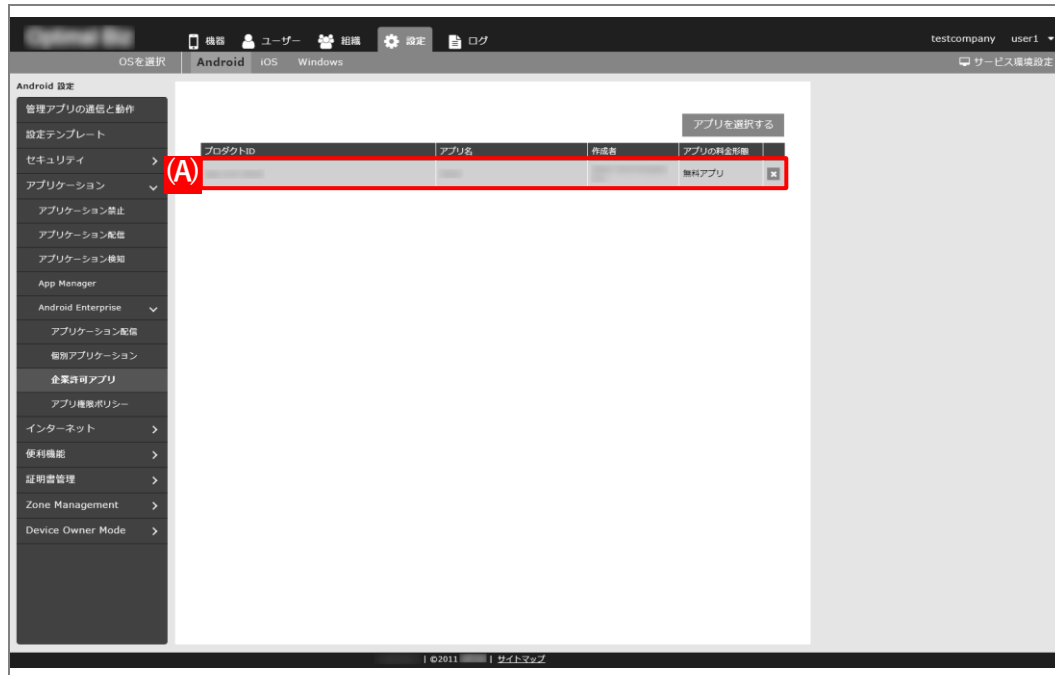 機器 ユーザー 組織 設定 ログ testcompany user1
OSを選択 Android iOS Windows サービス環境設定
Android 設定
管理アプリの通信と動作
設定テンプレート
アプリを選択する
プロダクトID アプリ名 作成者 アプリの料金形態
セキュリティ
(A) 無料アプリ
アプリケーション
アプリケーション禁止
アプリケーション配信
アプリケーション検知
App Manager
Android Enterprise
アプリケーション配信
個別アプリケーション
企業許可アプリ
アプリ権限ポリシー
インターネット
便利機能
証明書管理
Zone Management
Device Owner Mode
| ©2011 | サイトマップ